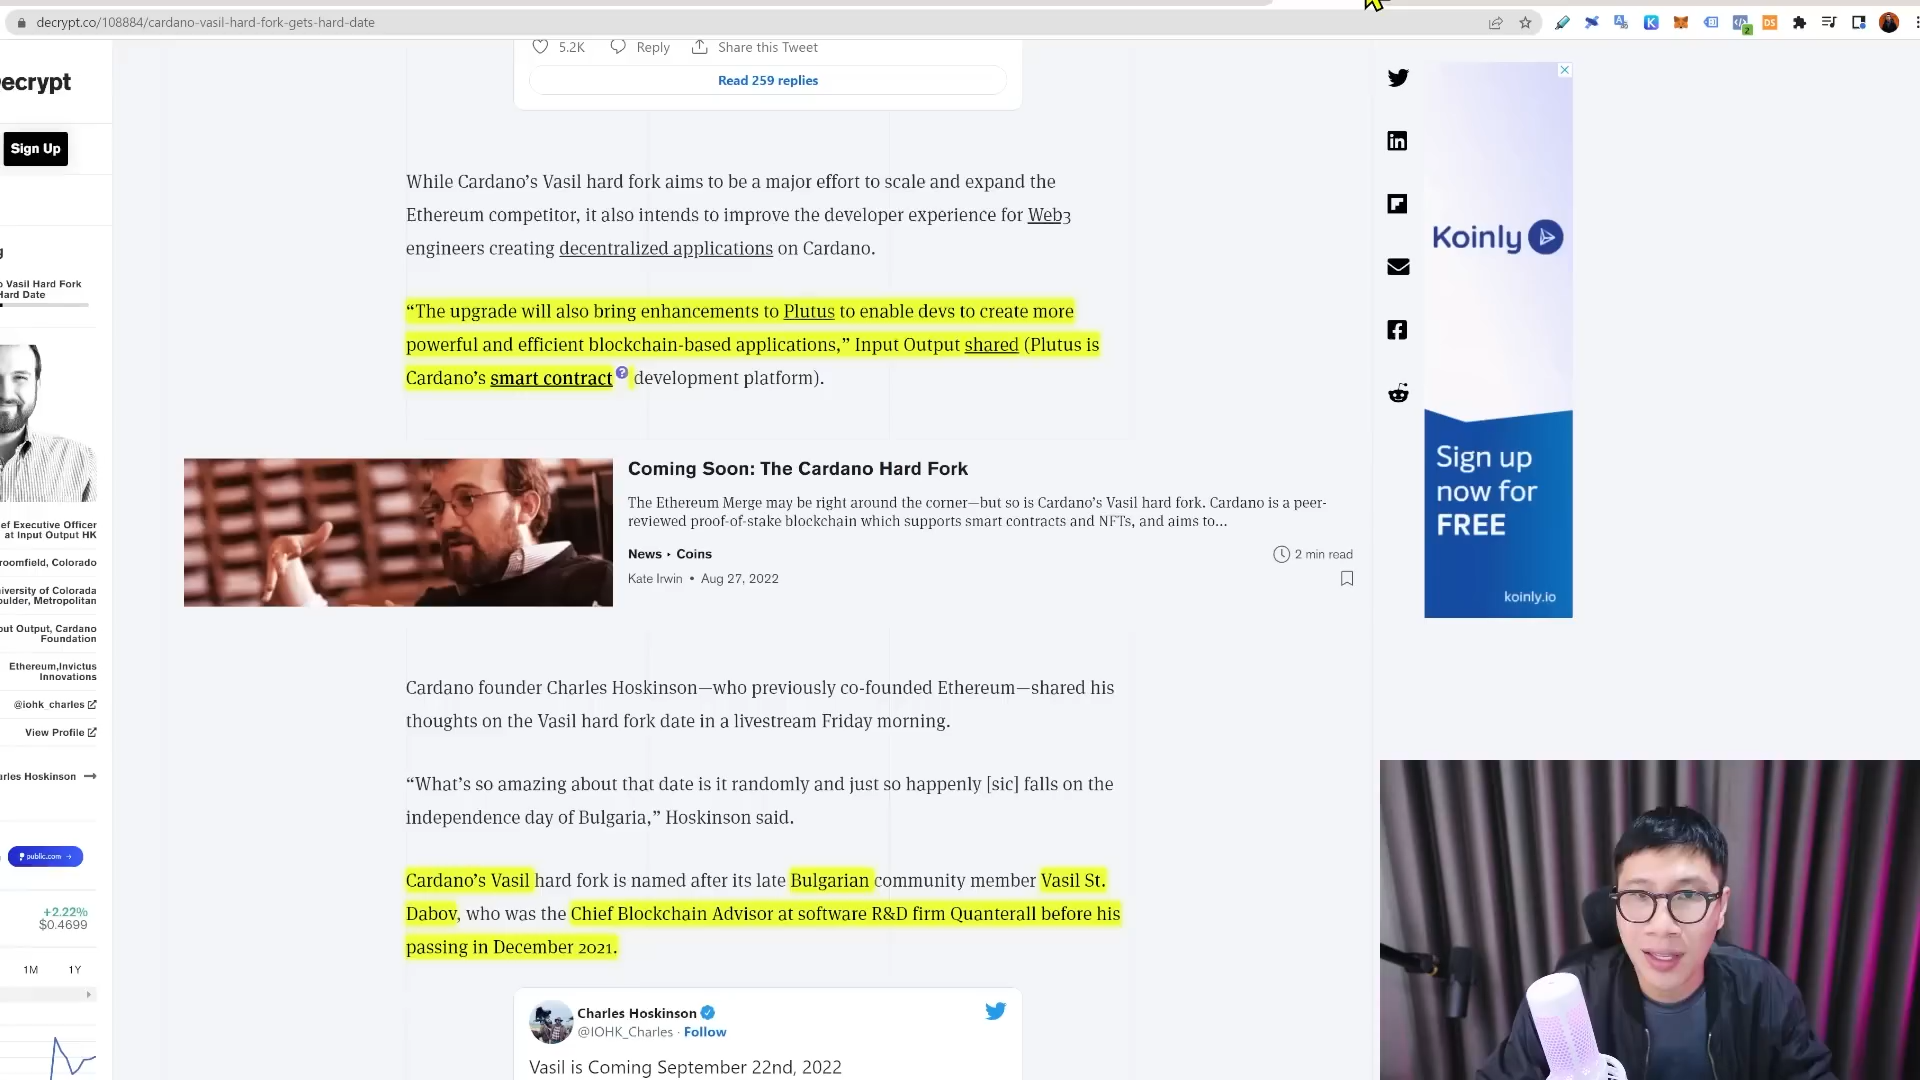 decrypt.co/108884/cardano-vasil-hard-fork-gets-hard-date
ecrypt
Sign Up
Vasil Hard Fork
Hard Date
ef Executive Officer
at Input Output HK
roomfield, Colorado
niversity of Colorada
oulder, Metropolitan
put Output, Cardano
Foundation
Ethereum,Invictus
Innovations
@iohk_charles
View Profile
arles Hoskinson →
public.com →
+2.22%
$0.4699
1M 1Y
5.2K Reply Share this Tweet
Read 259 replies
While Cardano’s Vasil hard fork aims to be a major effort to scale and expand the
Ethereum competitor, it also intends to improve the developer experience for Web3
engineers creating decentralized applications on Cardano.
“The upgrade will also bring enhancements to Plutus to enable devs to create more
powerful and efficient blockchain-based applications,” Input Output shared (Plutus is
Cardano’s smart contract ? development platform).
Coming Soon: The Cardano Hard Fork
The Ethereum Merge may be right around the corner—but so is Cardano’s Vasil hard fork. Cardano is a peer-
reviewed proof-of-stake blockchain which supports smart contracts and NFTs, and aims to...
News ‣ Coins
2 min read
Kate Irwin • Aug 27, 2022
Cardano founder Charles Hoskinson—who previously co-founded Ethereum—shared his
thoughts on the Vasil hard fork date in a livestream Friday morning.
“What’s so amazing about that date is it randomly and just so happenly [sic] falls on the
independence day of Bulgaria,” Hoskinson said.
Cardano’s Vasil hard fork is named after its late Bulgarian community member Vasil St.
Dabov, who was the Chief Blockchain Advisor at software R&D firm Quanterall before his
passing in December 2021.
Charles Hoskinson
@IOHK_Charles · Follow
Vasil is Coming September 22nd, 2022
Koinly
Sign up
now for
FREE
koinly.io